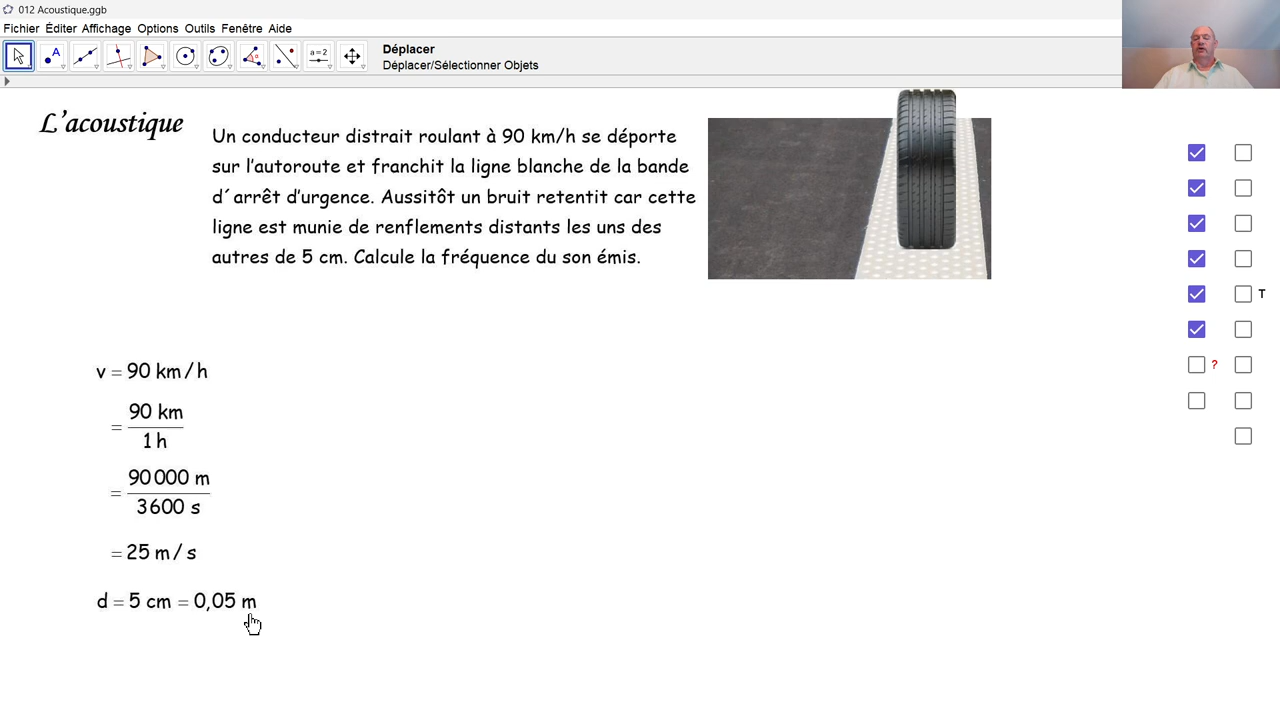 012 Acoustique.ggb
Fichier Éditer Affichage Options Outils Fenêtre Aide
A
a=2
Déplacer
Déplacer/Sélectionner Objets
L'acoustique
Un conducteur distrait roulant à 90 km/h se déporte
sur l'autoroute et franchit la ligne blanche de la bande
d´arrêt d'urgence. Aussitôt un bruit retentit car cette
ligne est munie de renflements distants les uns des
autres de 5 cm. Calcule la fréquence du son émis.
T
?
v = 90 km/h
= 90 km / 1 h
= 90 000 m / 3600 s
= 25 m/s
d = 5 cm = 0,05 m